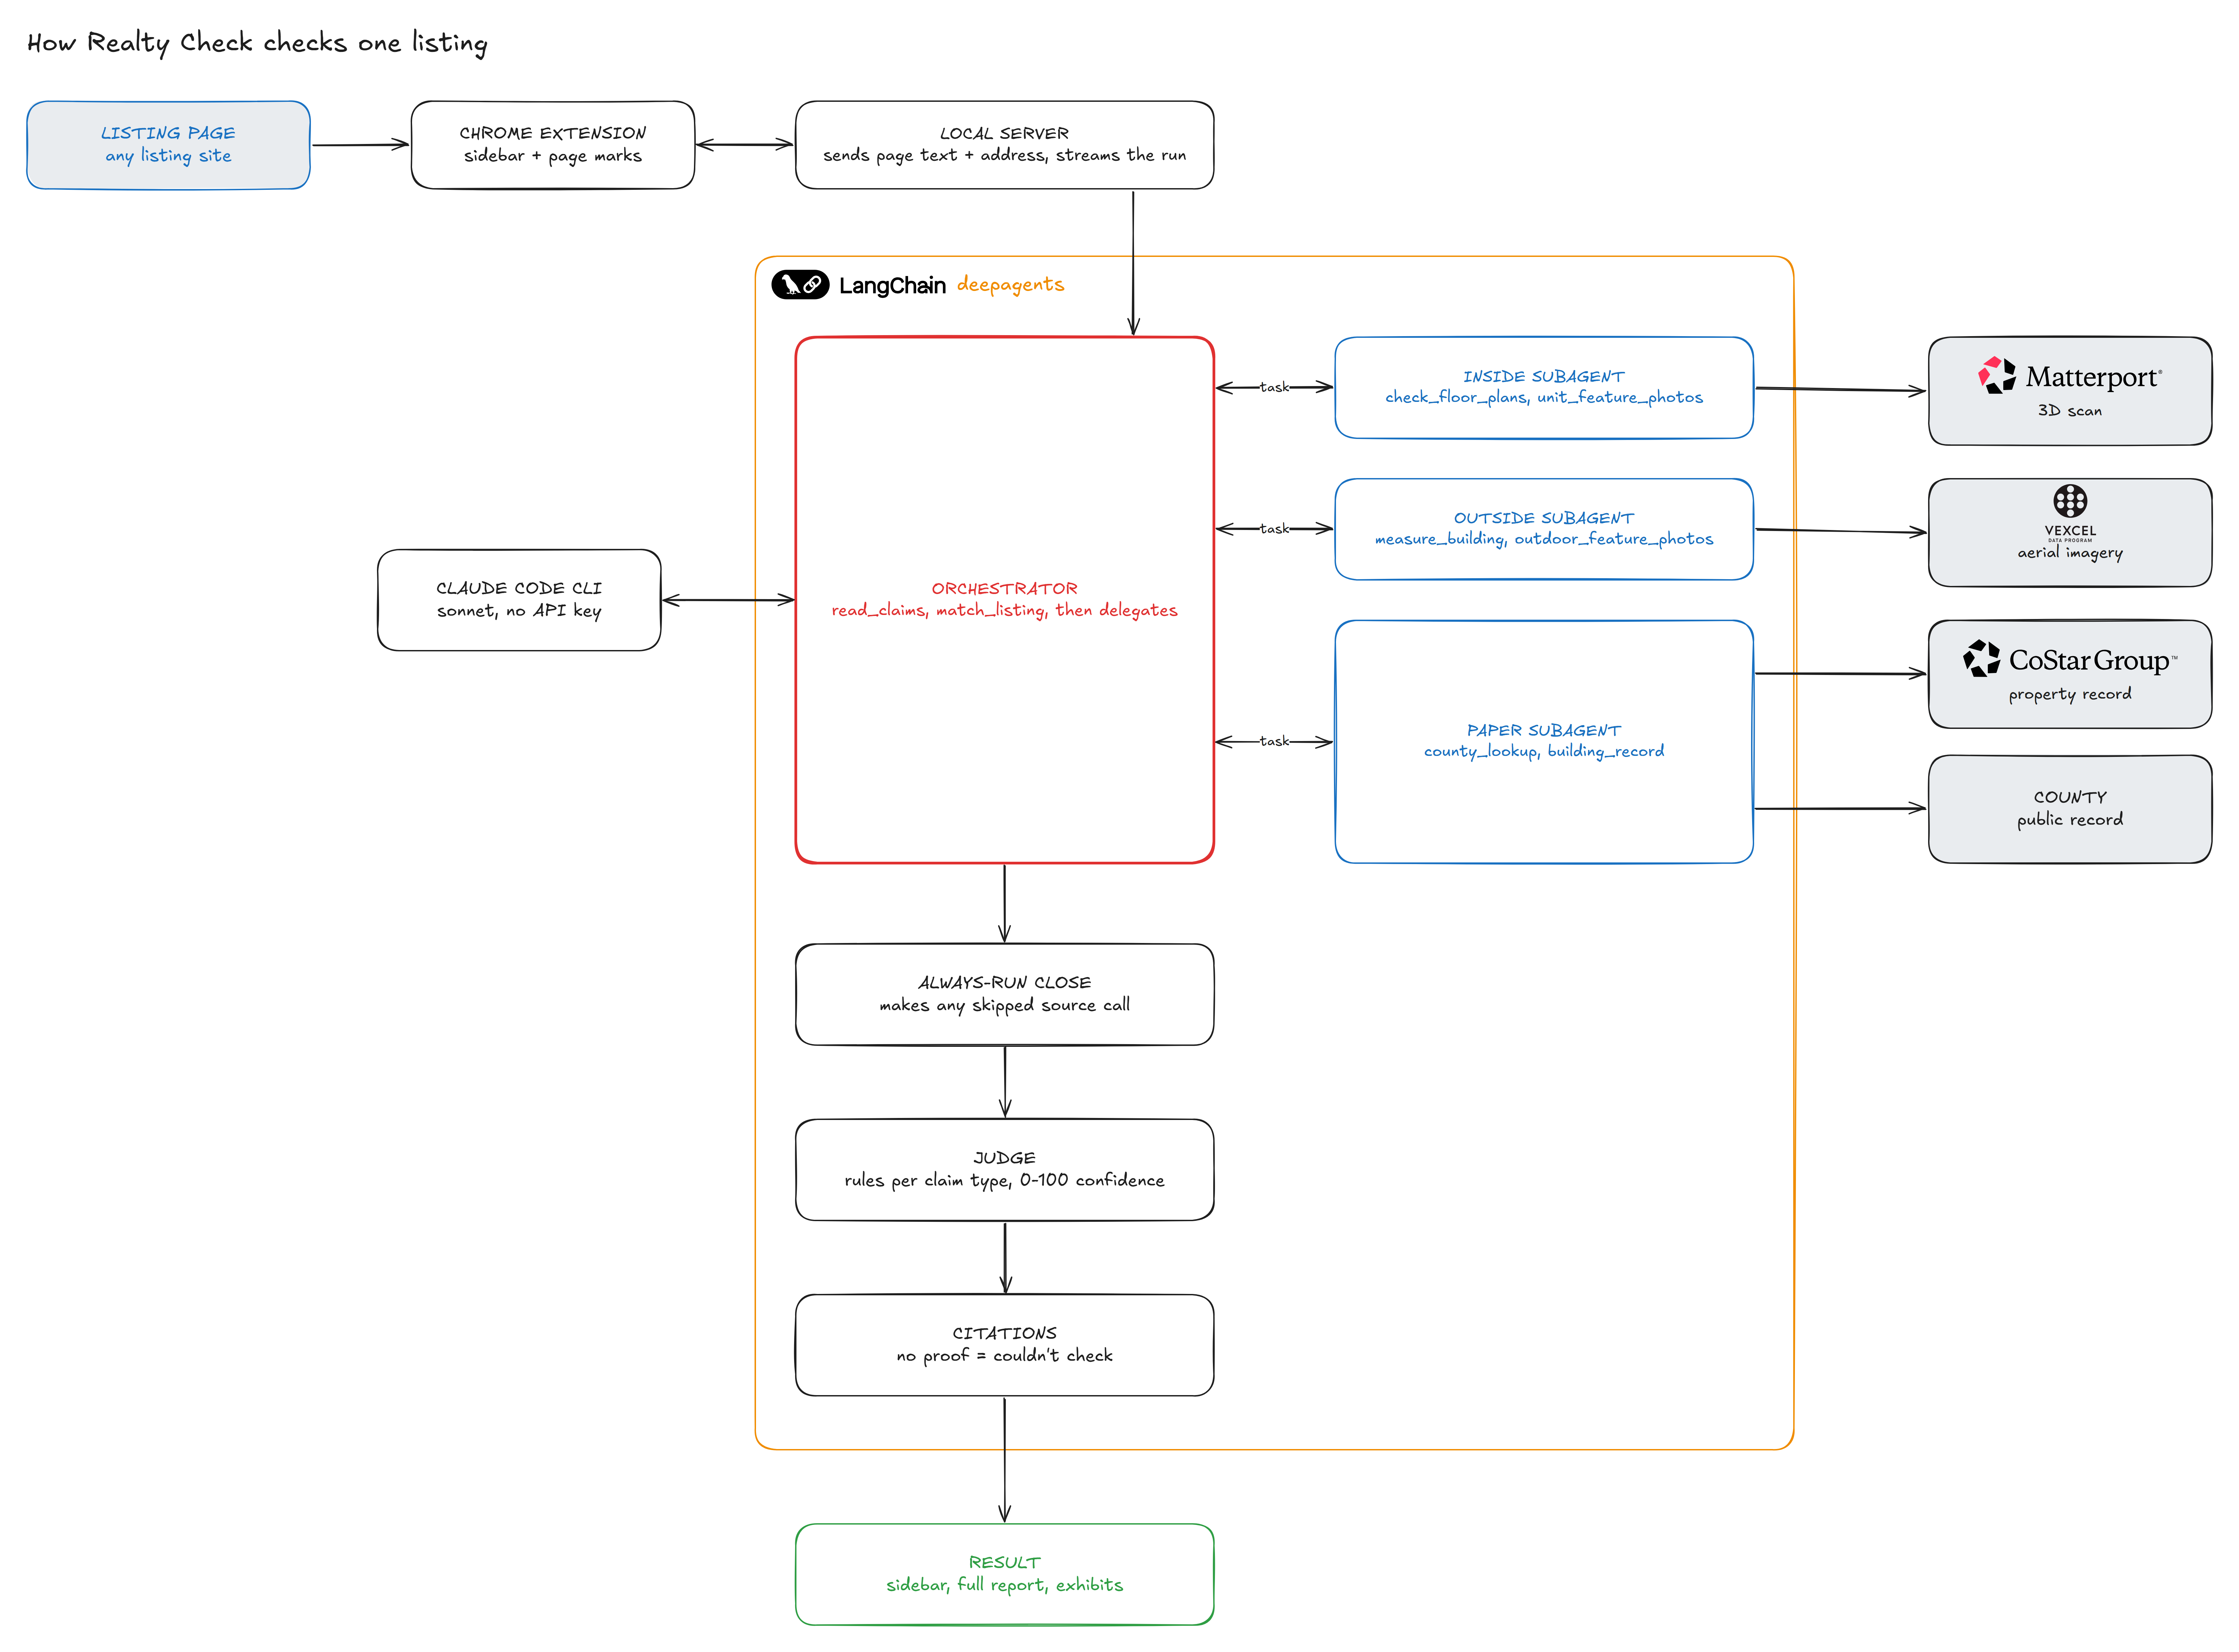 How Realty Check checks one listing
LISTING PAGE
any listing site
CHROME EXTENSION
sidebar + page marks
LOCAL SERVER
sends page text + address, streams the run
LangChain deepagents
INSIDE SUBAGENT
check_floor_plans, unit_feature_photos
task
Matterport®
3D scan
OUTSIDE SUBAGENT
measure_building, outdoor_feature_photos
task
VEXCEL
DATA PROGRAM
aerial imagery
CLAUDE CODE CLI
sonnet, no API key
ORCHESTRATOR
read_claims, match_listing, then delegates
CoStar Group™
property record
task
PAPER SUBAGENT
county_lookup, building_record
COUNTY
public record
ALWAYS-RUN CLOSE
makes any skipped source call
JUDGE
rules per claim type, 0-100 confidence
CITATIONS
no proof = couldn't check
RESULT
sidebar, full report, exhibits